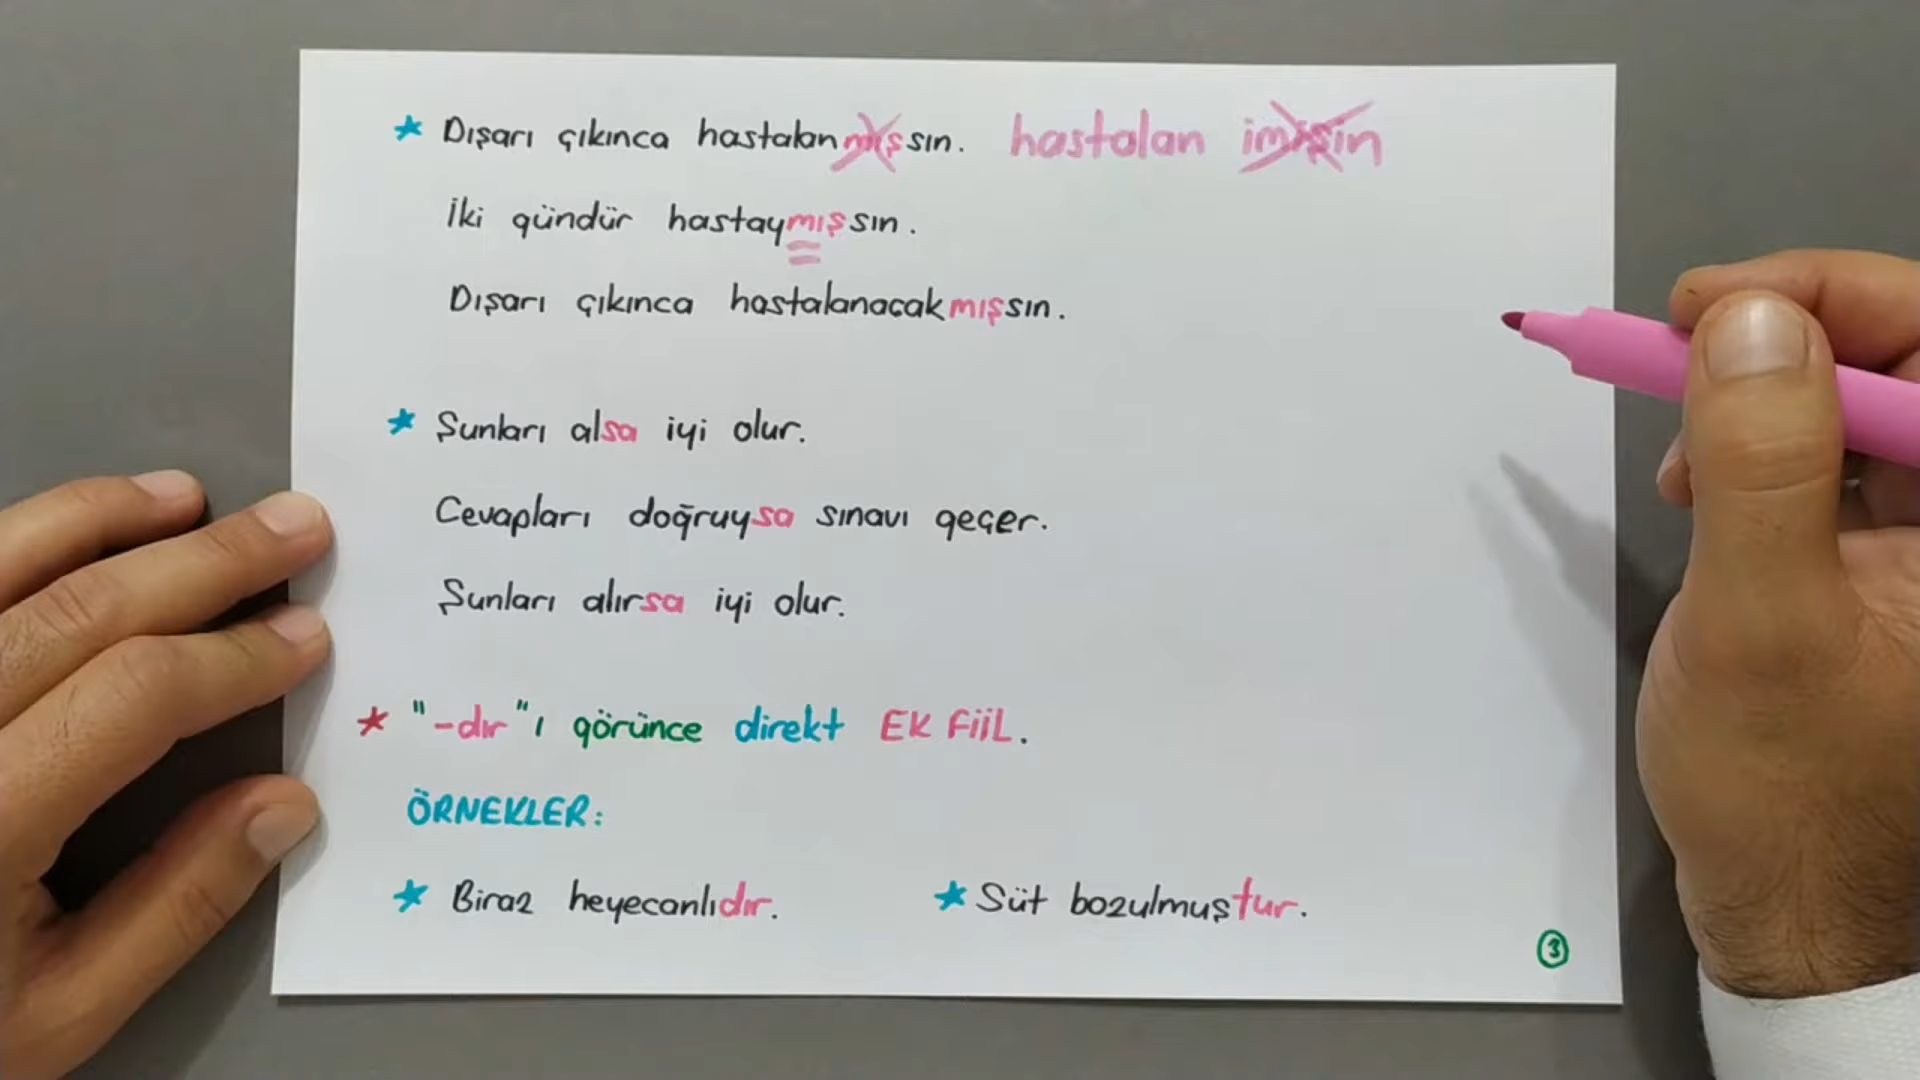 ★ Dışarı çıkınca hastalanmışsın. hastalan imişsin
İki gündür hastaymışsın.
Dışarı çıkınca hastalanacakmışsın.
★ Şunları alsa iyi olur.
Cevapları doğruysa sınavı geçer.
Şunları alırsa iyi olur.
★ "-dır"ı görünce direkt EK FİİL.
ÖRNEKLER:
★ Biraz heyecanlıdır. ★ Süt bozulmuştur.
3